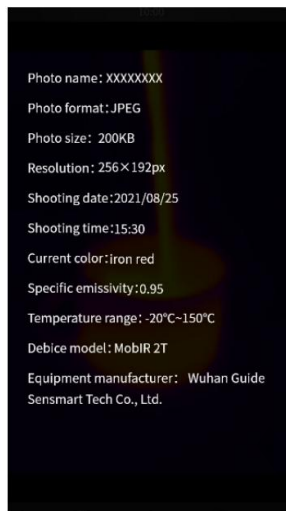 Photo name: XXXXXXXX
Photo format:JPEG
Photo size: 200KB
Resolution: 256×192px
Shooting date:2021/08/25
Shooting time:15:30
Current color:iron red
Specific emissivity:0.95
Temperature range: -20℃~150℃
Debice model: MobIR 2T
Equipment manufacturer: Wuhan Guide
Sensmart Tech Co., Ltd.